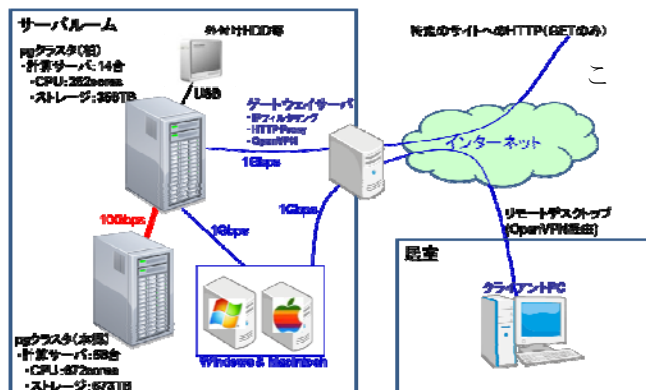 サーバルーム
外付けHDD等
特定のサイトへのHTTP(GETのみ)
pgクラスタ(柏)
・計算サーバ:14台
・CPU:252cores
・ストレージ:356TB
USB
こ
ゲートウェイサーバ
・IPフィルタリング
・HTTP Proxy
・OpenVPN
インターネット
1Gbps
1Gbps
1Gbps
10Gbps
リモートデスクトップ
(OpenVPN経由)
居室
クライアントPC
pgクラスタ(本郷)
・計算サーバ:56台
・CPU:672cores
・ストレージ:673TB
Windows & Macintosh